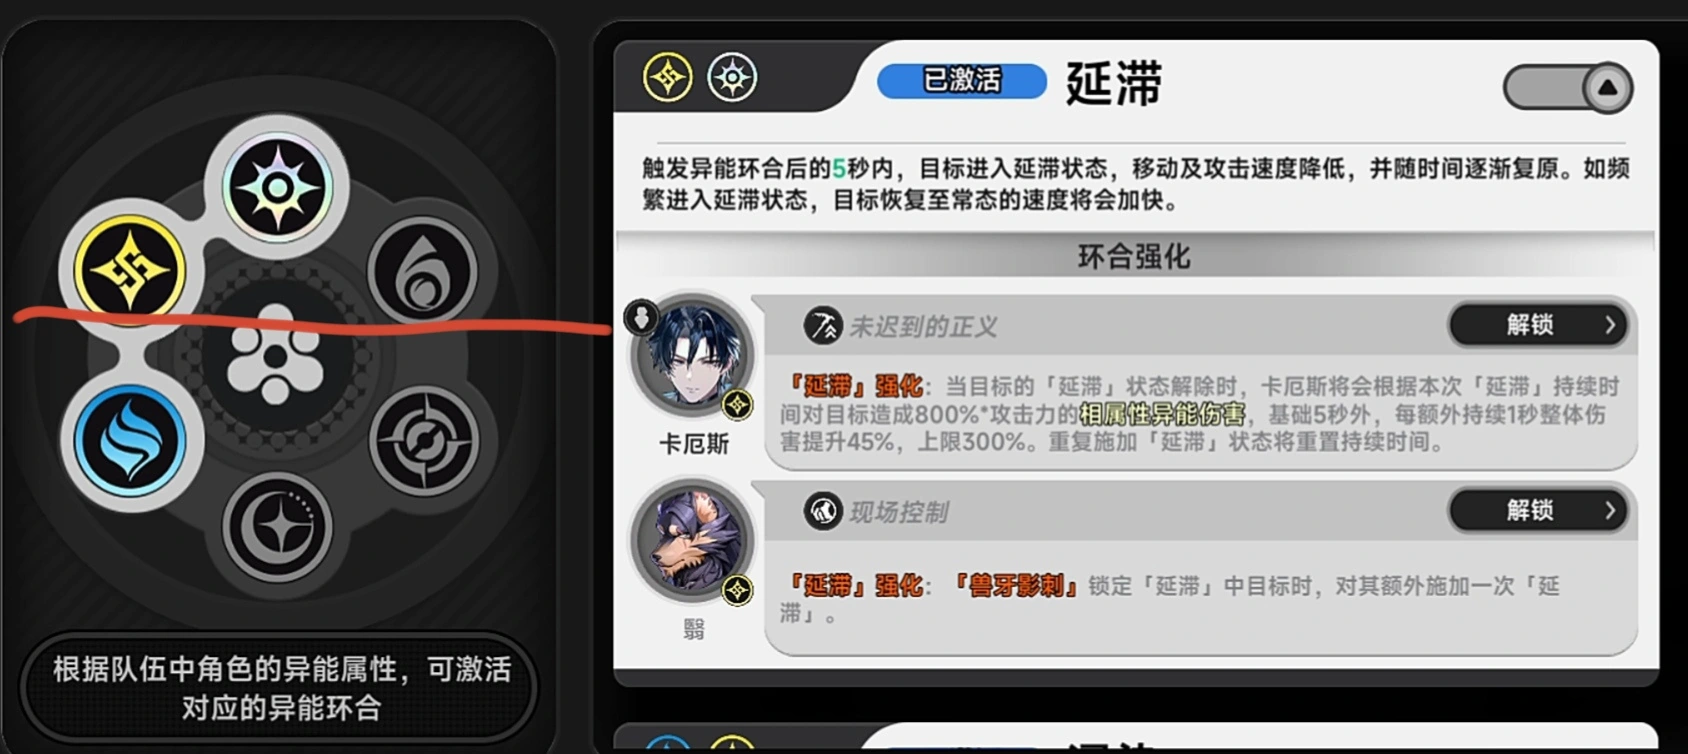 已激活 延滞
触发异能环合后的5秒内，目标进入延滞状态，移动及攻击速度降低，并随时间逐渐复原。如频
繁进入延滞状态，目标恢复至常态的速度将会加快。
环合强化
未迟到的正义 解锁
「延滞」强化：当目标的「延滞」状态解除时，卡厄斯将会根据本次「延滞」持续时
间对目标造成800%*攻击力的相属性异能伤害，基础5秒外，每额外持续1秒整体伤
害提升45%，上限300%。重复施加「延滞」状态将重置持续时间。
卡厄斯
现场控制 解锁
「延滞」强化：「兽牙影刺」锁定「延滞」中目标时，对其额外施加一次「延
滞」。
翳
根据队伍中角色的异能属性，可激活
对应的异能环合